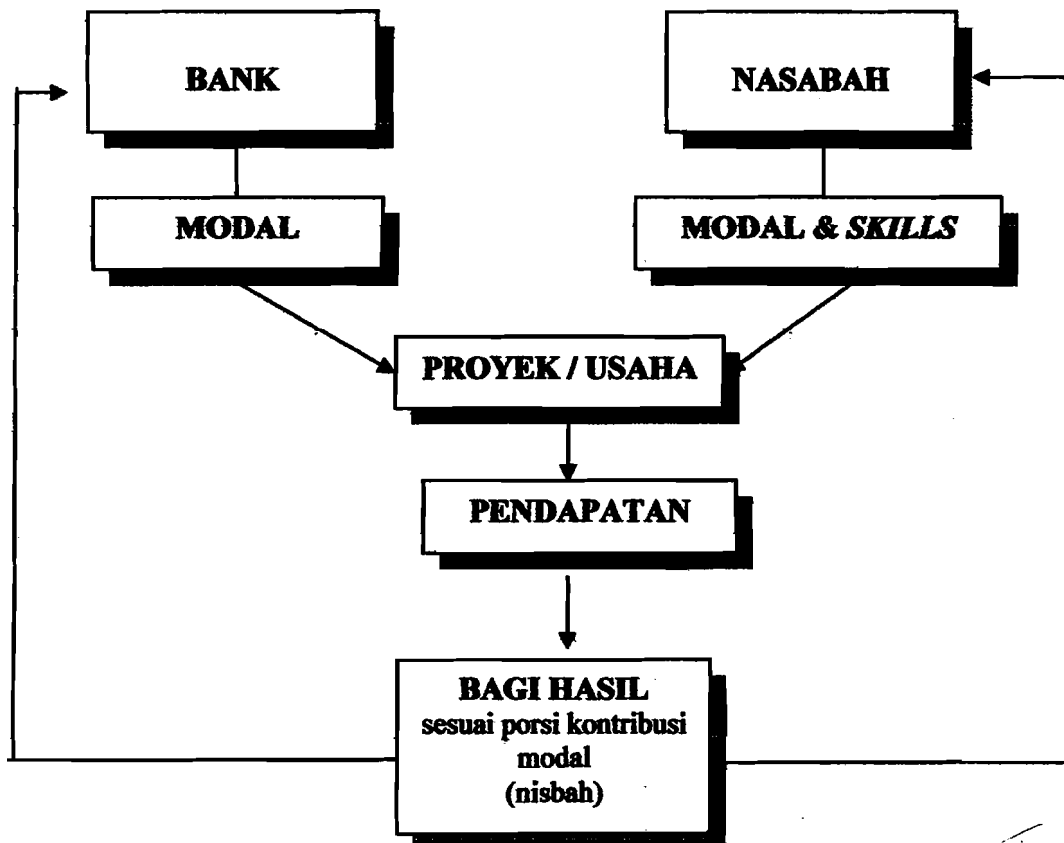 BANK
NASABAH
MODAL
MODAL & SKILLS
PROYEK / USAHA
PENDAPATAN
BAGI HASIL
sesuai porsi kontribusi
modal
(nisbah)